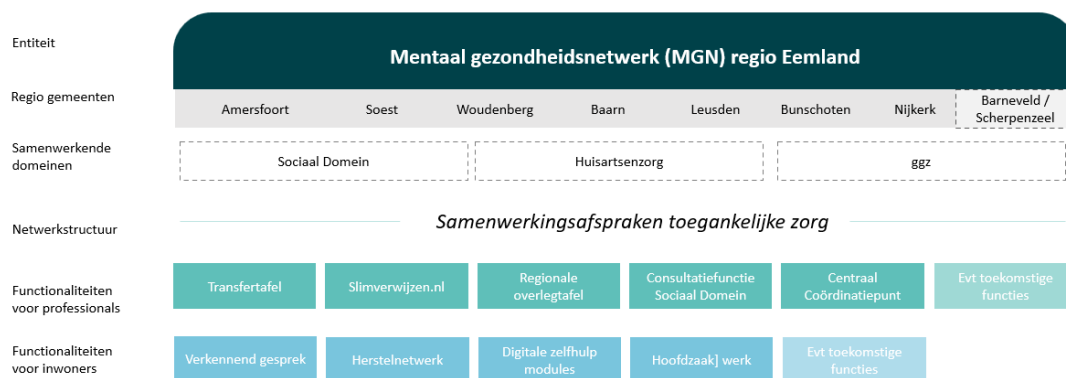 Entiteit
Mentaal gezondheidsnetwerk (MGN) regio Eemland
Regio gemeenten
Amersfoort
Soest
Woudenberg
Baarn
Leusden
Bunschoten
Nijkerk
Barneveld /
Scherpenzeel
Samenwerkende
domeinen
Sociaal Domein
Huisartsenzorg
ggz
Netwerkstructuur
Samenwerkingsafspraken toegankelijke zorg
Functionaliteiten
voor professionals
Transfertafel
Slimverwijzen.nl
Regionale
overlegtafel
Consultatiefunctie
Sociaal Domein
Centraal
Coördinatiepunt
Evt toekomstige
functies
Functionaliteiten
voor inwoners
Verkennend gesprek
Herstelnetwerk
Digitale zelfhulp
modules
Hoofdzaak] werk
Evt toekomstige
functies